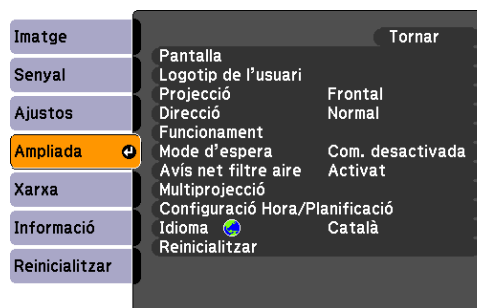 Imatge
Senyal
Ajustos
Ampliada
Xarxa
Informació
Reinicialitzar
Tornar
Pantalla
Logotip de l'usuari
Projecció Frontal
Direcció Normal
Funcionament
Mode d'espera Com. desactivada
Avís net filtre aire Activat
Multiprojecció
Configuració Hora/Planificació
Idioma Català
Reinicialitzar